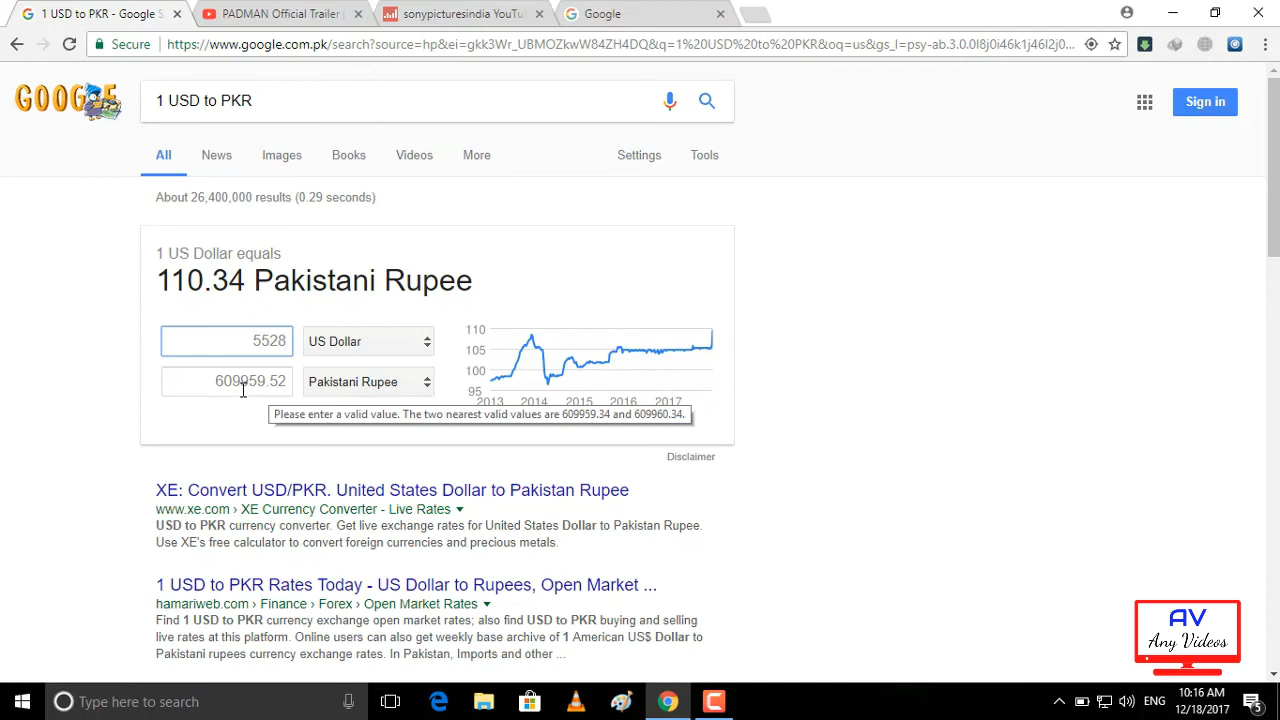 1 USD to PKR - Google S
PADMAN Official Trailer |
sonypicturesindia YouTu
Google
Secure
https://www.google.com.pk/search?source=hp&ei=gkk3Wr_UBMOZkwW84ZH4DQ&q=1%20USD%20to%20PKR&oq=us&gs_l=psy-ab.3.0.0l8j0i46k1j46l2j0...
GOOGLE
1 USD to PKR
Sign in
All
News
Images
Books
Videos
More
Settings
Tools
About 26,400,000 results (0.29 seconds)
1 US Dollar equals
110.34 Pakistani Rupee
5528
US Dollar
609959.52
Pakistani Rupee
110
105
100
95
2013
2014
2015
2016
2017
Please enter a valid value. The two nearest valid values are 609959.34 and 609960.34.
Disclaimer
XE: Convert USD/PKR. United States Dollar to Pakistan Rupee
www.xe.com › XE Currency Converter - Live Rates
USD to PKR currency converter. Get live exchange rates for United States Dollar to Pakistan Rupee.
Use XE's free calculator to convert foreign currencies and precious metals.
1 USD to PKR Rates Today - US Dollar to Rupees, Open Market ...
hamariweb.com › Finance › Forex › Open Market Rates
Find 1 USD to PKR currency exchange open market rates; also find USD to PKR buying and selling
live rates at this platform. Online users can also get weekly base archive of 1 American US$ Dollar to
Pakistani rupees currency exchange rates. In Pakistan, Imports and other ...
AV
Any Videos
Type here to search
ENG
10:16 AM
12/18/2017
5